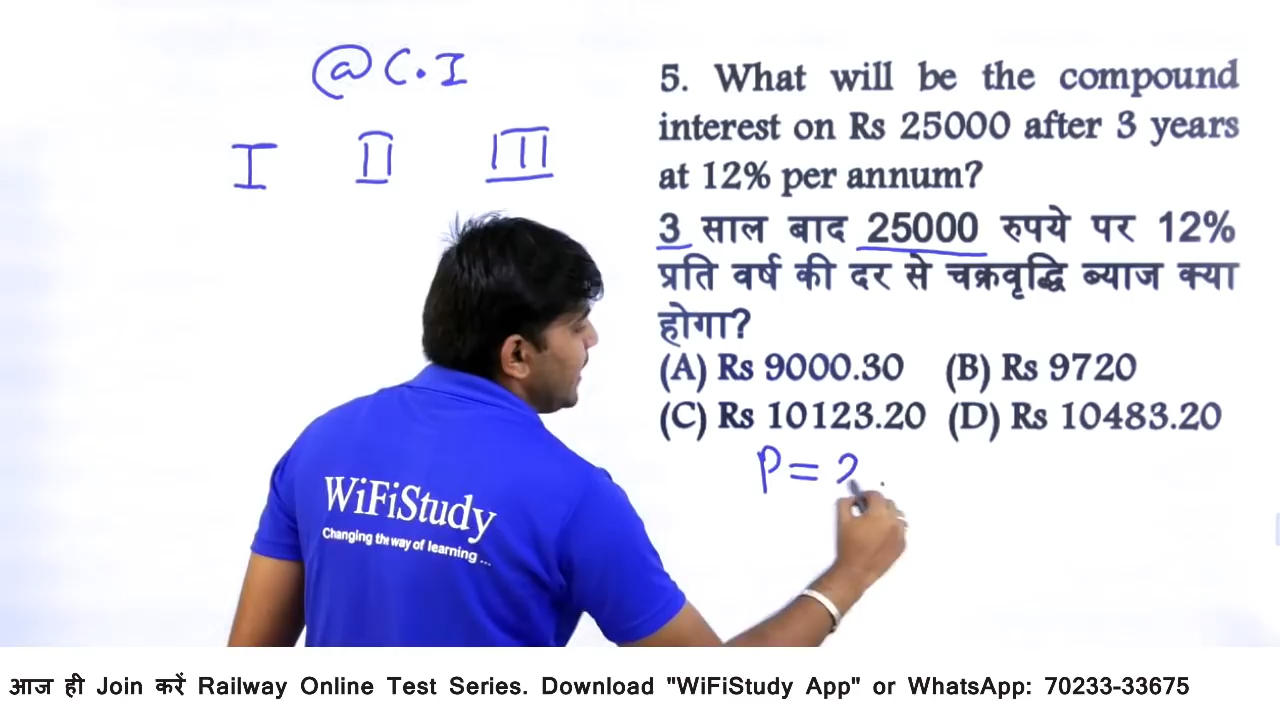 @ C.I
I II III
5. What will be the compound
interest on Rs 25000 after 3 years
at 12% per annum?
3 साल बाद 25000 रुपये पर 12%
प्रति वर्ष की दर से चक्रवृद्धि ब्याज क्या
होगा?
(A) Rs 9000.30 (B) Rs 9720
(C) Rs 10123.20 (D) Rs 10483.20
P = 2
WiFiStudy
Changing the way of learning ...
आज ही Join करें Railway Online Test Series. Download "WiFiStudy App" or WhatsApp: 70233-33675